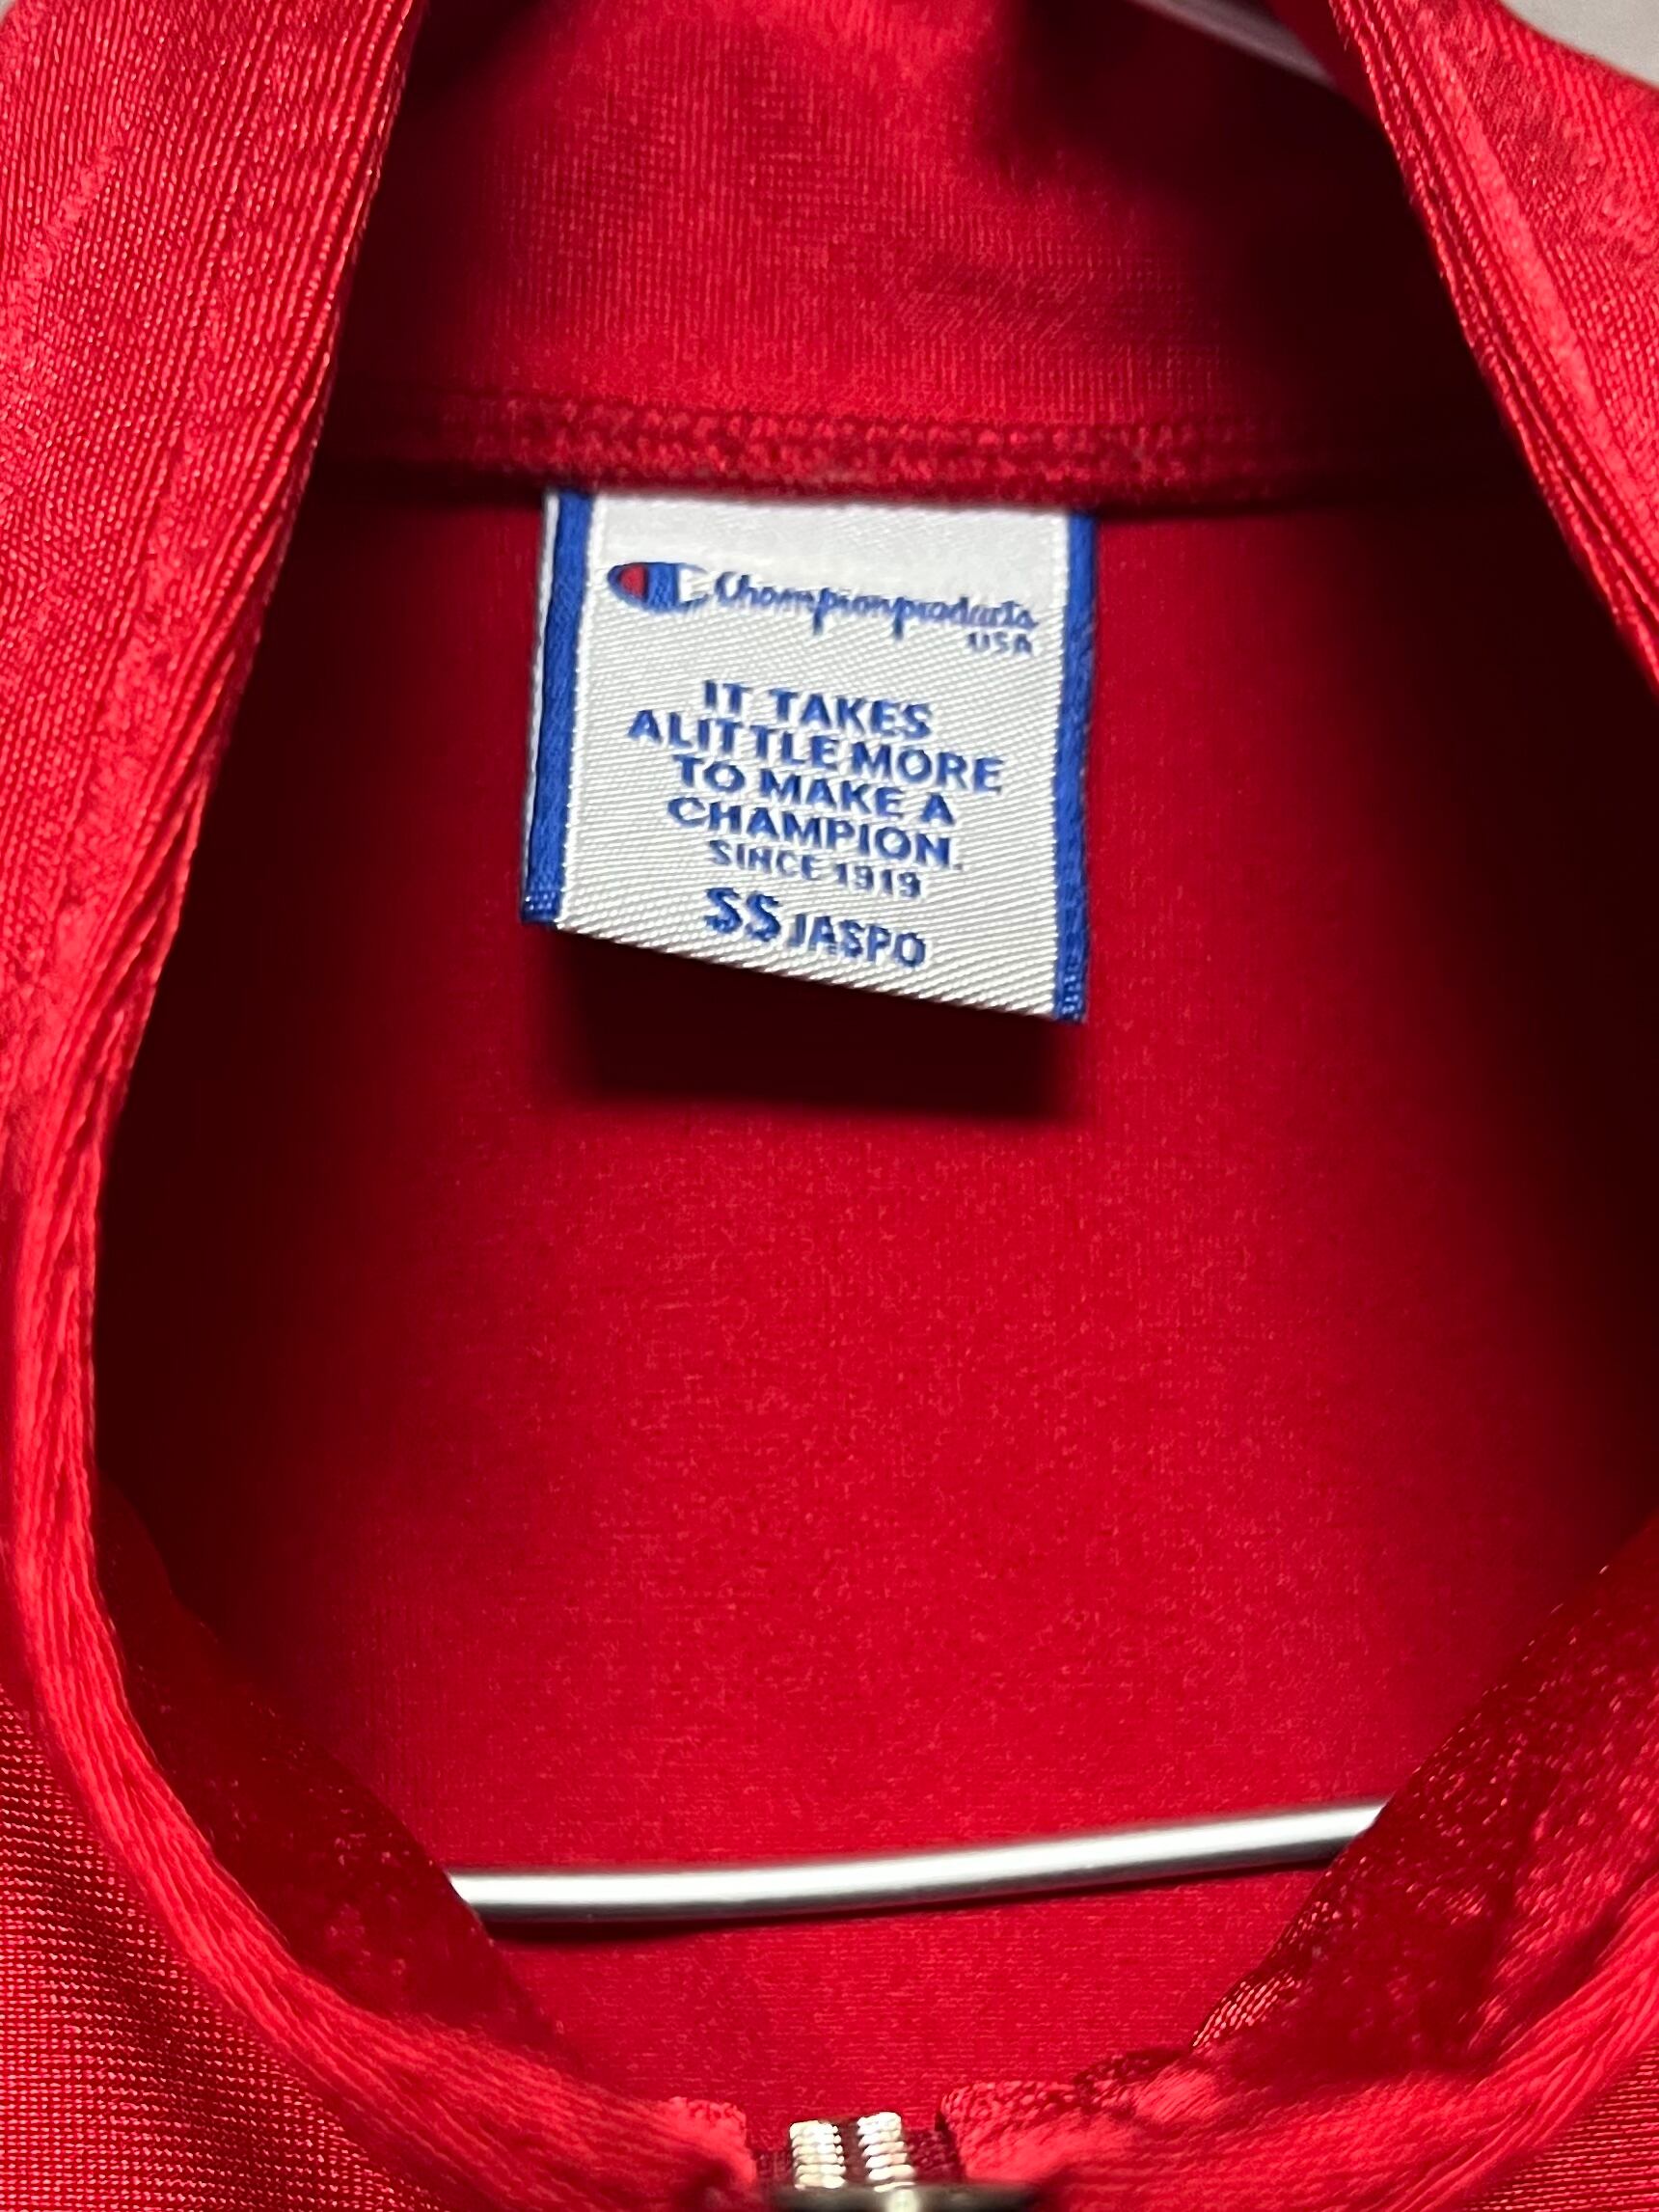 Championproducts
USA
IT TAKES
A LITTLE MORE
TO MAKE A
CHAMPION.
SINCE 1919
SS JASPO